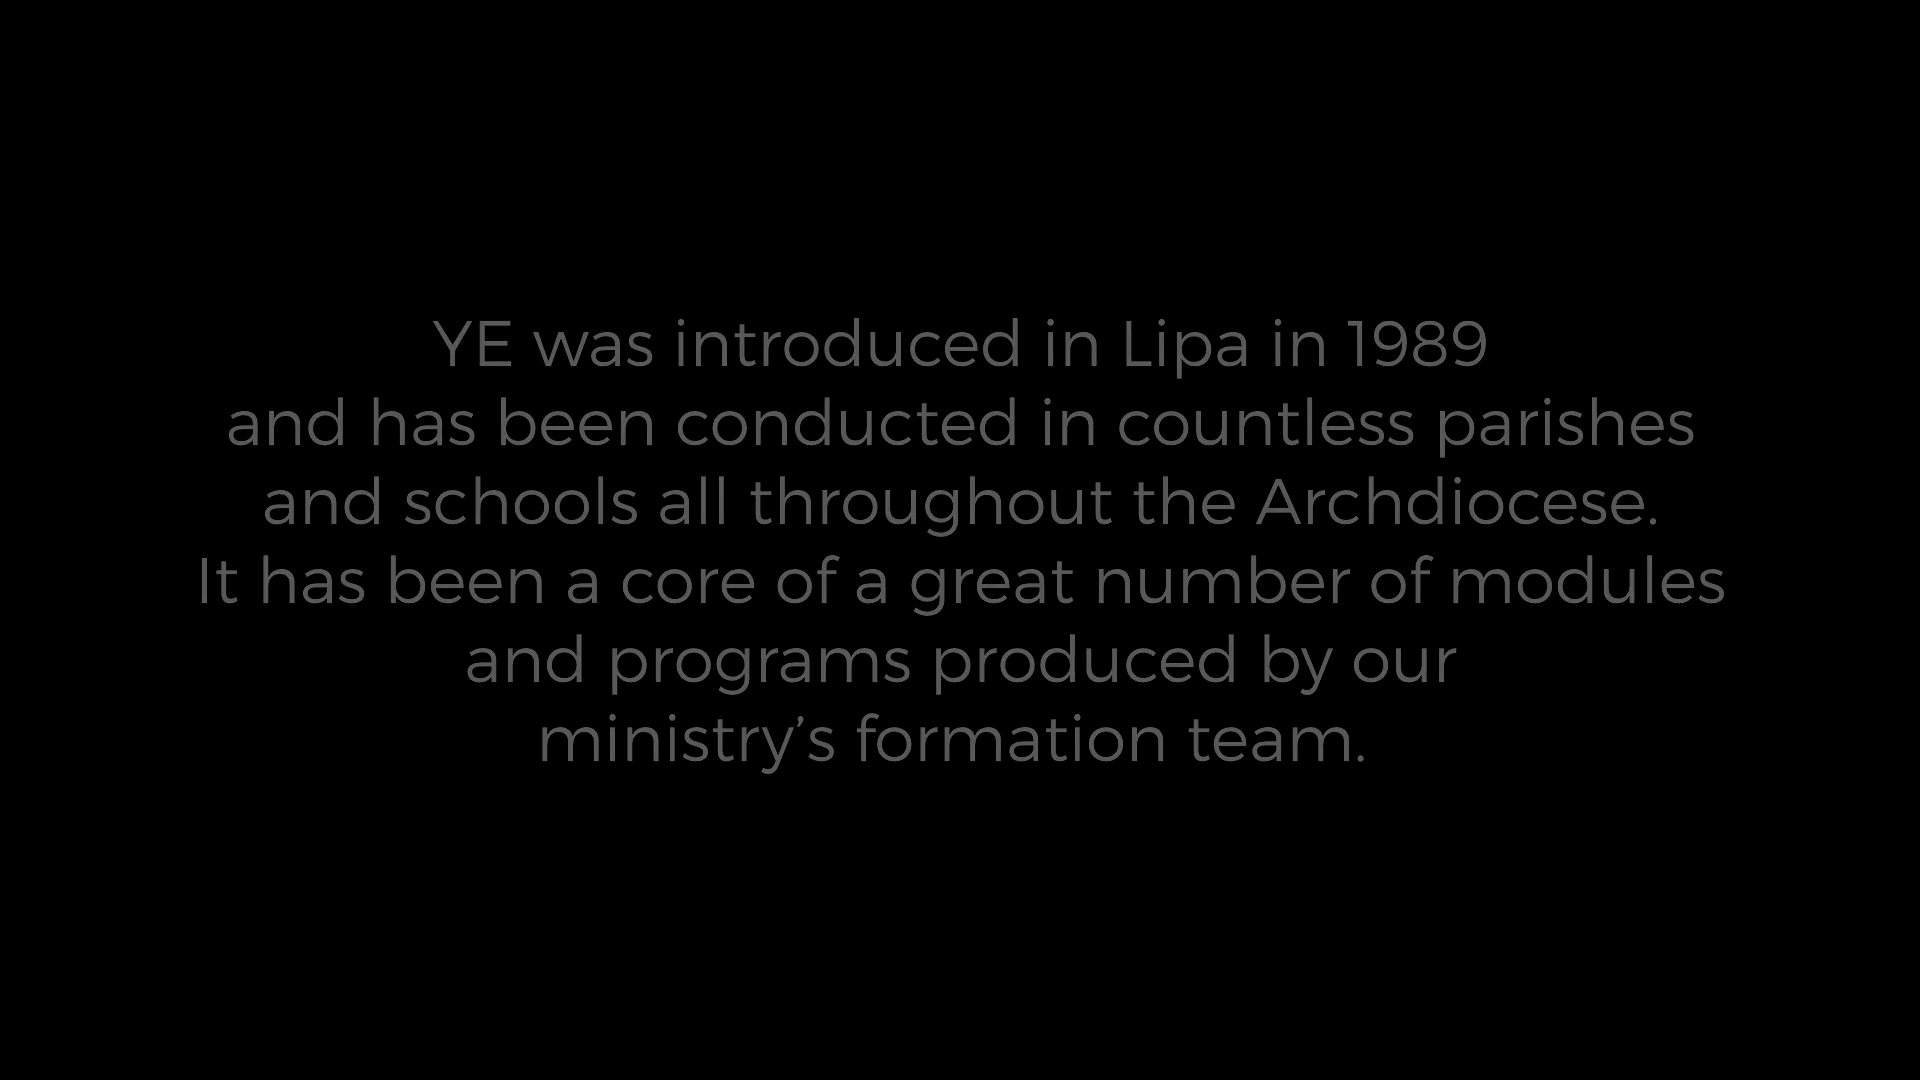 YE was introduced in Lipa in 1989
and has been conducted in countless parishes
and schools all throughout the Archdiocese.
It has been a core of a great number of modules
and programs produced by our
ministry’s formation team.